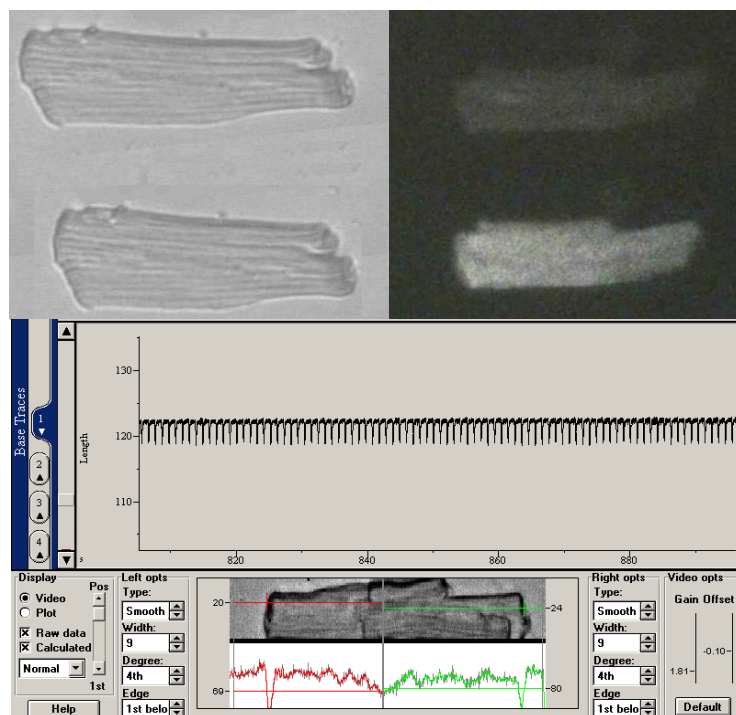 Base Traces
1
2
3
4
Length
130
120
110
s
820
840
860
880
Display
Video
Plot
Raw data
Calculated
Normal
Pos
1st
Help
Left opts
Type:
Smooth
Width:
9
Degree:
4th
Edge
1st belo
20
69
24
80
Right opts
Type:
Smooth
Width:
9
Degree:
4th
Edge
1st belo
Video opts
Gain Offset
-0.10
1.81
Default